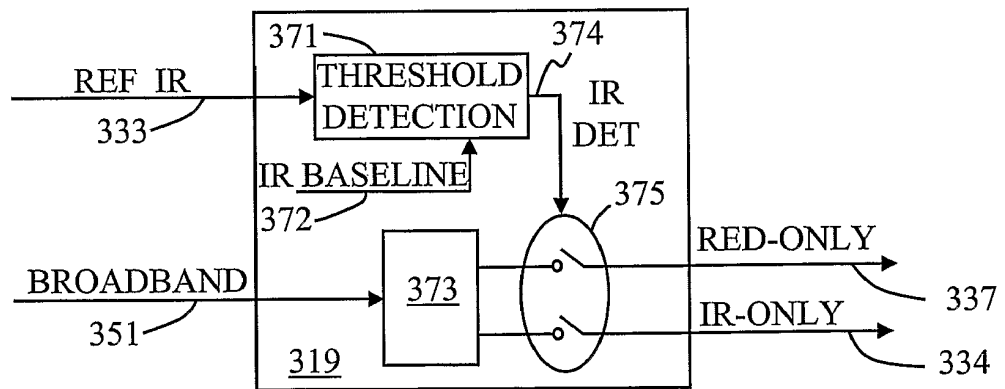 371
374
REF IR
THRESHOLD
DETECTION
IR
DET
333
IR BASELINE
372
375
RED-ONLY
BROADBAND
373
337
351
IR-ONLY
319
334